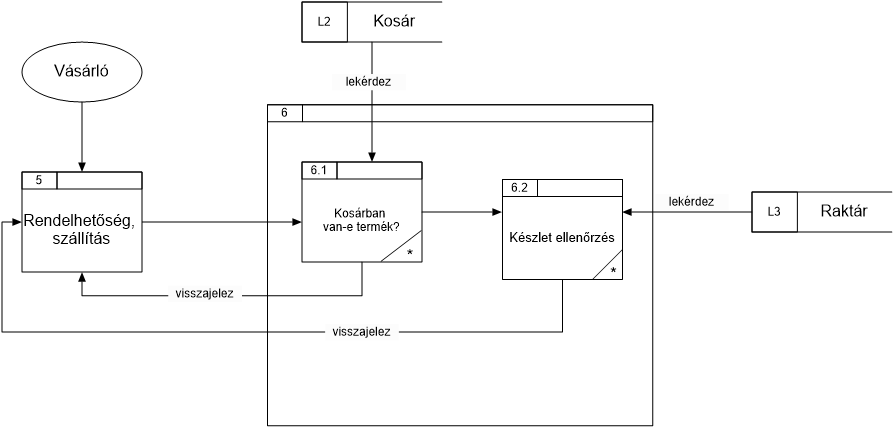 L2
Kosár
Vásárló
lekérdez
6
5
6.1
6.2
Rendelhetőség,
szállítás
Kosárban
van-e termék?
*
Készlet ellenőrzés
*
lekérdez
L3
Raktár
visszajelez
visszajelez